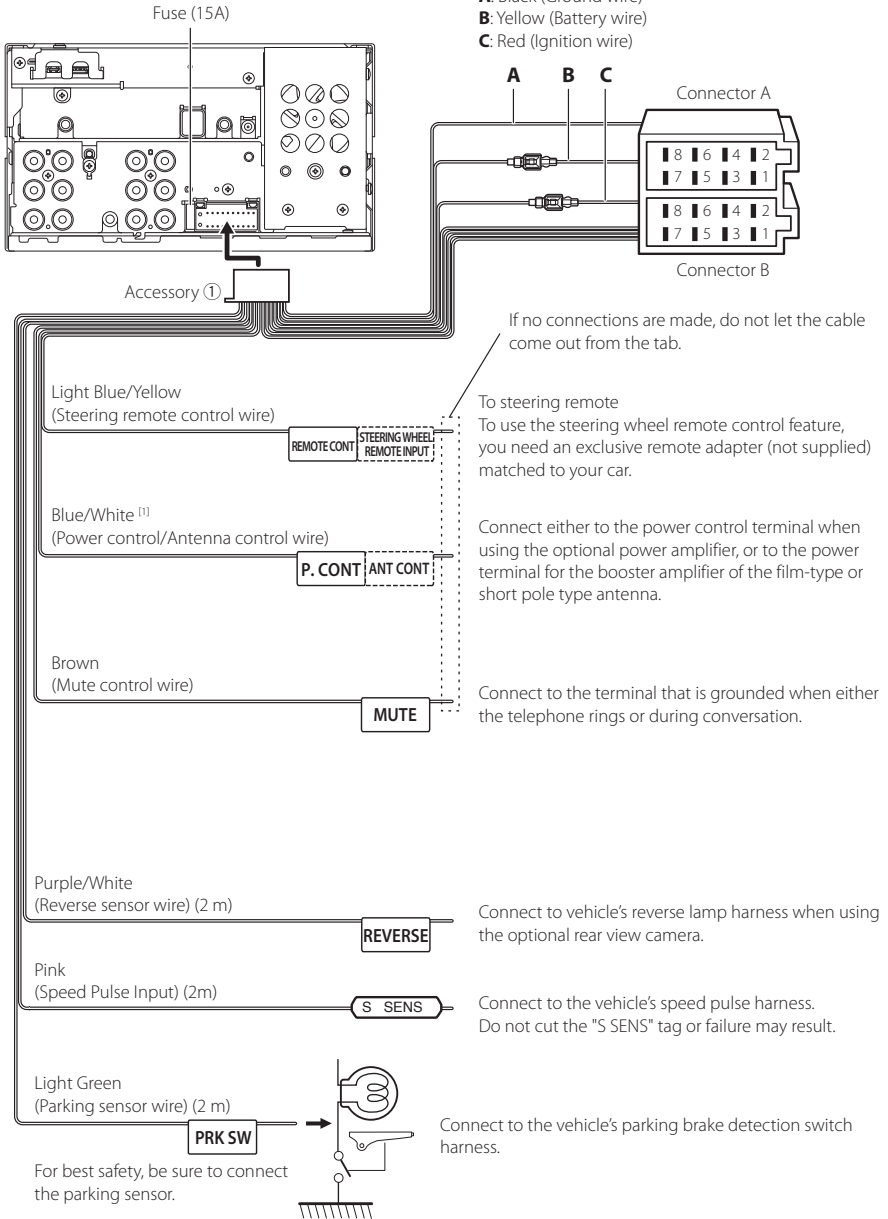 A: Black (Ground wire)
Fuse (15A)
B: Yellow (Battery wire)
C: Red (Ignition wire)
A B C
Connector A
8 6 4 2
7 5 3 1
8 6 4 2
7 5 3 1
Connector B
Accessory ①
If no connections are made, do not let the cable
come out from the tab.
Light Blue/Yellow
(Steering remote control wire)
REMOTE CONT
STEERING WHEEL
REMOTE INPUT
To steering remote
To use the steering wheel remote control feature,
you need an exclusive remote adapter (not supplied)
matched to your car.
Blue/White [1]
(Power control/Antenna control wire)
P. CONT ANT CONT
Connect either to the power control terminal when
using the optional power amplifier, or to the power
terminal for the booster amplifier of the film-type or
short pole type antenna.
Brown
(Mute control wire)
MUTE
Connect to the terminal that is grounded when either
the telephone rings or during conversation.
Purple/White
(Reverse sensor wire) (2 m)
REVERSE
Connect to vehicle's reverse lamp harness when using
the optional rear view camera.
Pink
(Speed Pulse Input) (2m)
S SENS
Connect to the vehicle's speed pulse harness.
Do not cut the "S SENS" tag or failure may result.
Light Green
(Parking sensor wire) (2 m)
PRK SW
Connect to the vehicle's parking brake detection switch
harness.
For best safety, be sure to connect
the parking sensor.